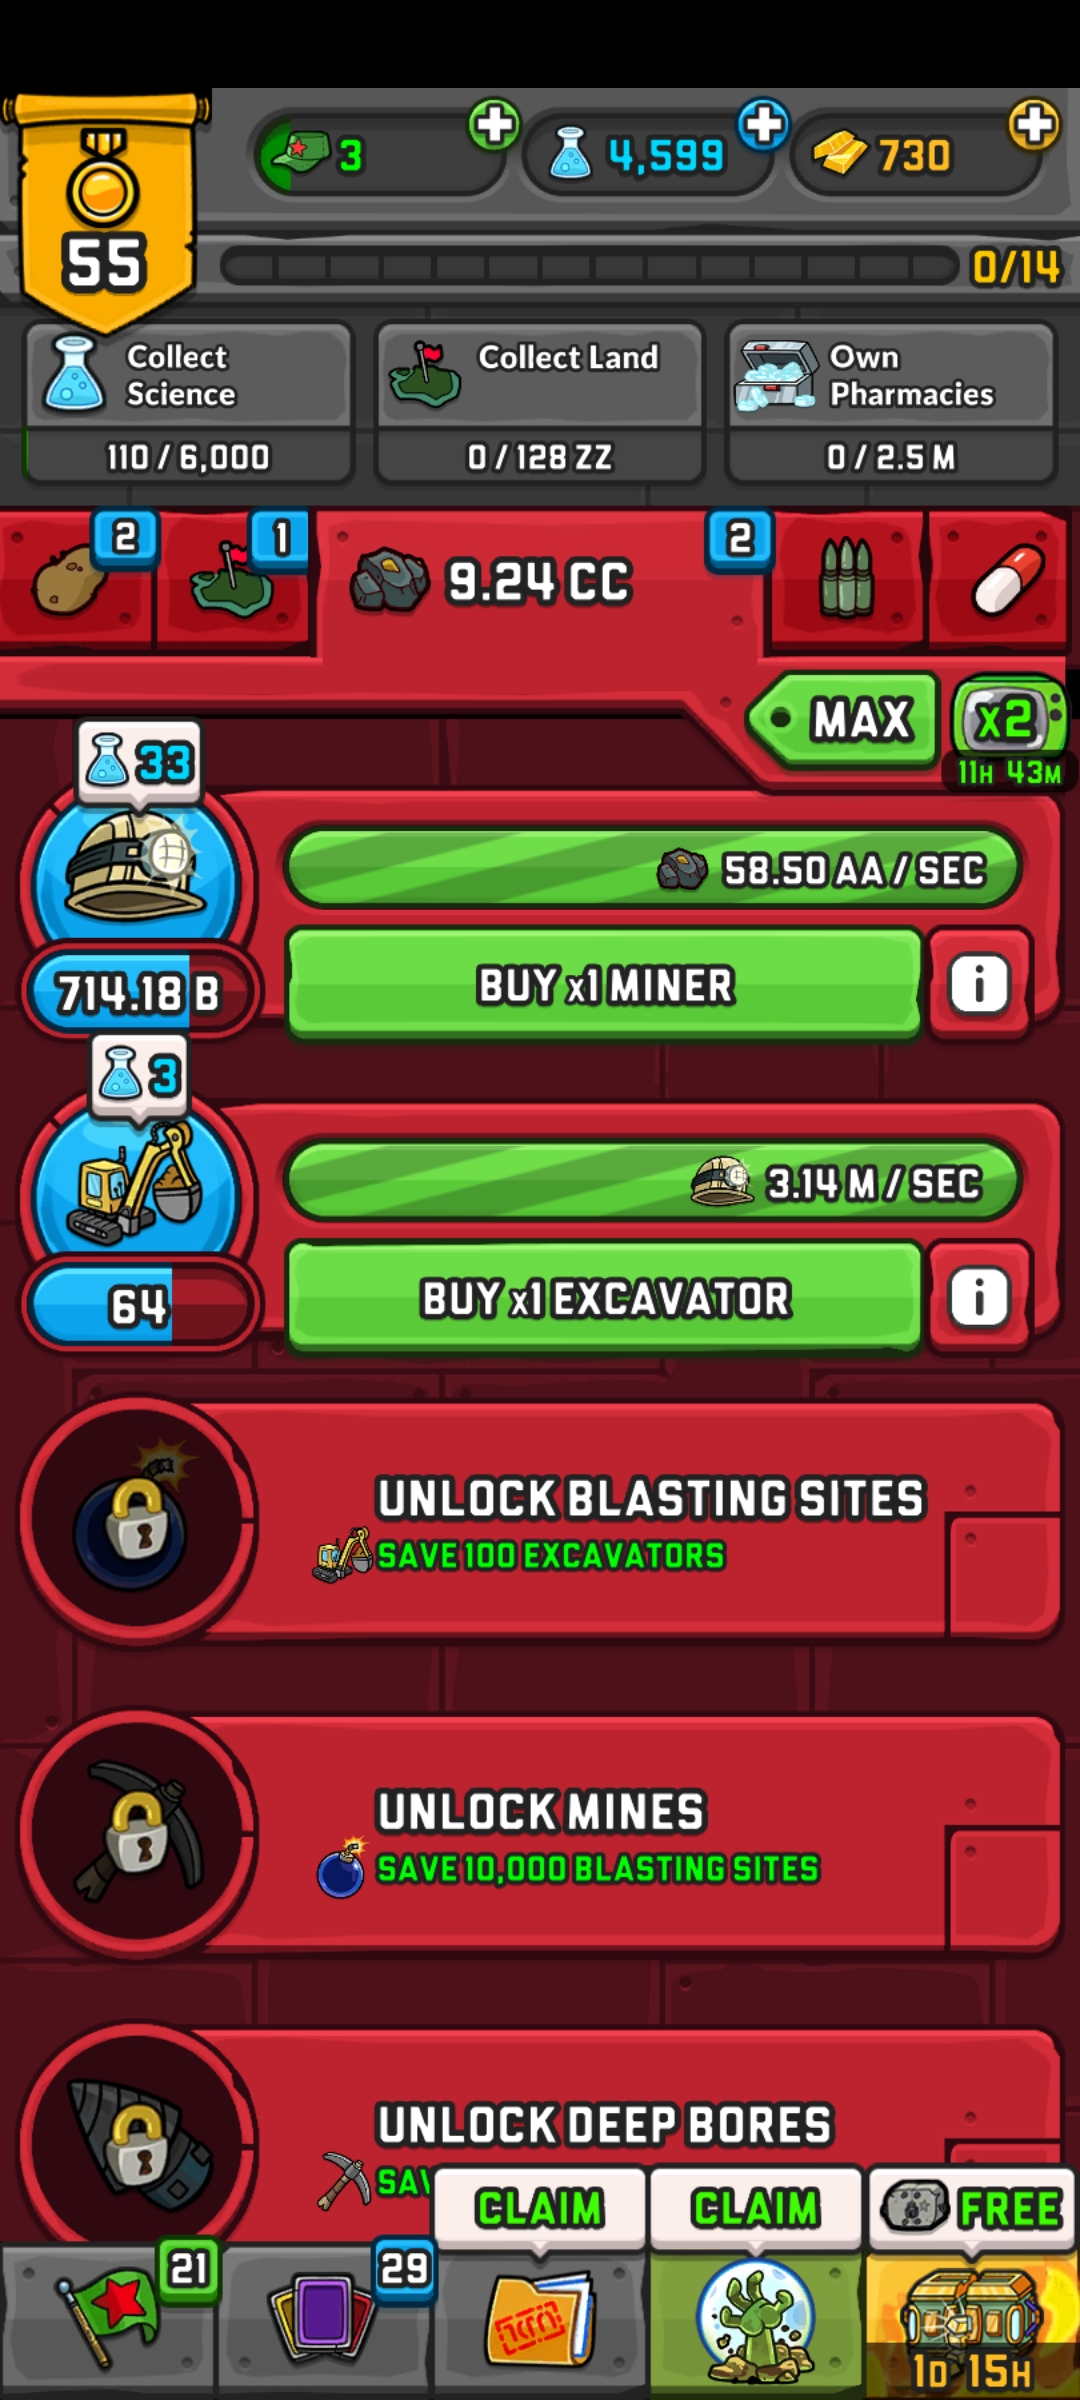 55
3
4,599
730
0/14
Collect Science
110 / 6,000
Collect Land
0 / 128 ZZ
Own Pharmacies
0 / 2.5 M
2
1
9.24 CC
2
MAX
x2
11H 43M
33
58.50 AA / SEC
714.18 B
BUY x1 MINER
i
3
3.14 M / SEC
64
BUY x1 EXCAVATOR
i
UNLOCK BLASTING SITES
SAVE 100 EXCAVATORS
UNLOCK MINES
SAVE 10,000 BLASTING SITES
UNLOCK DEEP BORES
CLAIM
CLAIM
FREE
21
29
1D 15H